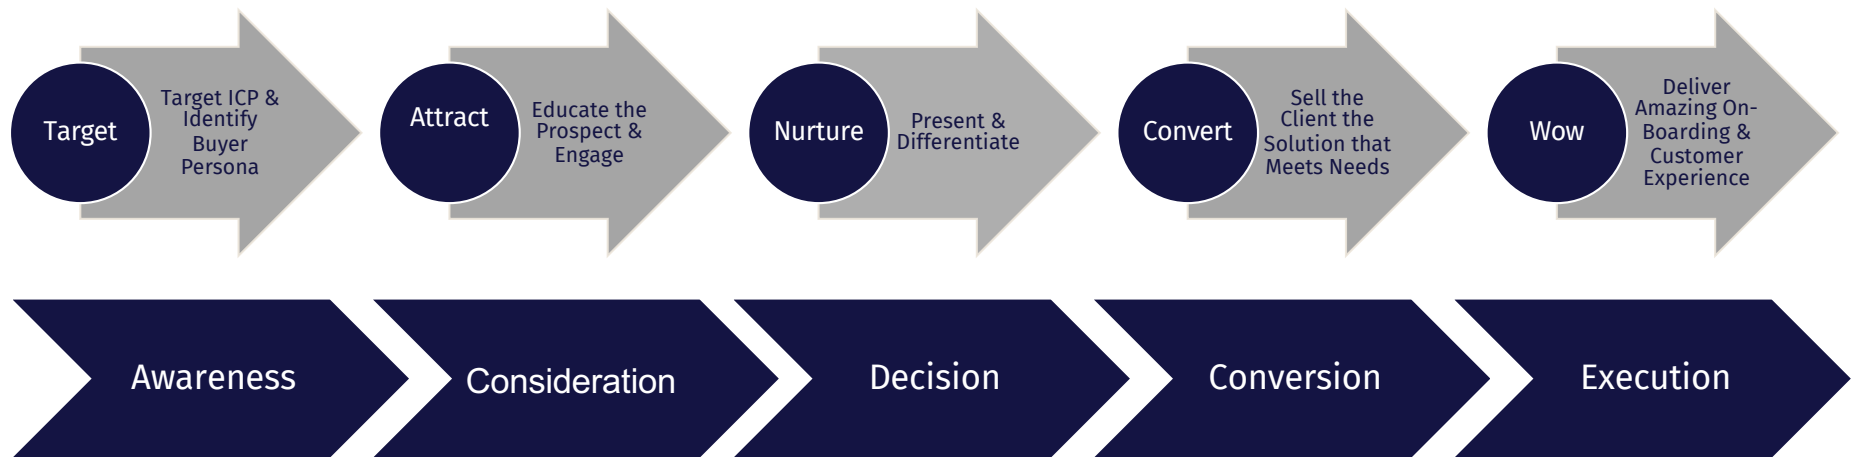 Target
Target ICP &
Identify
Buyer
Persona
Attract
Educate the
Prospect &
Engage
Nurture
Present &
Differentiate
Convert
Sell the
Client the
Solution that
Meets Needs
Wow
Deliver
Amazing On-
Boarding &
Customer
Experience
Awareness
Consideration
Decision
Conversion
Execution